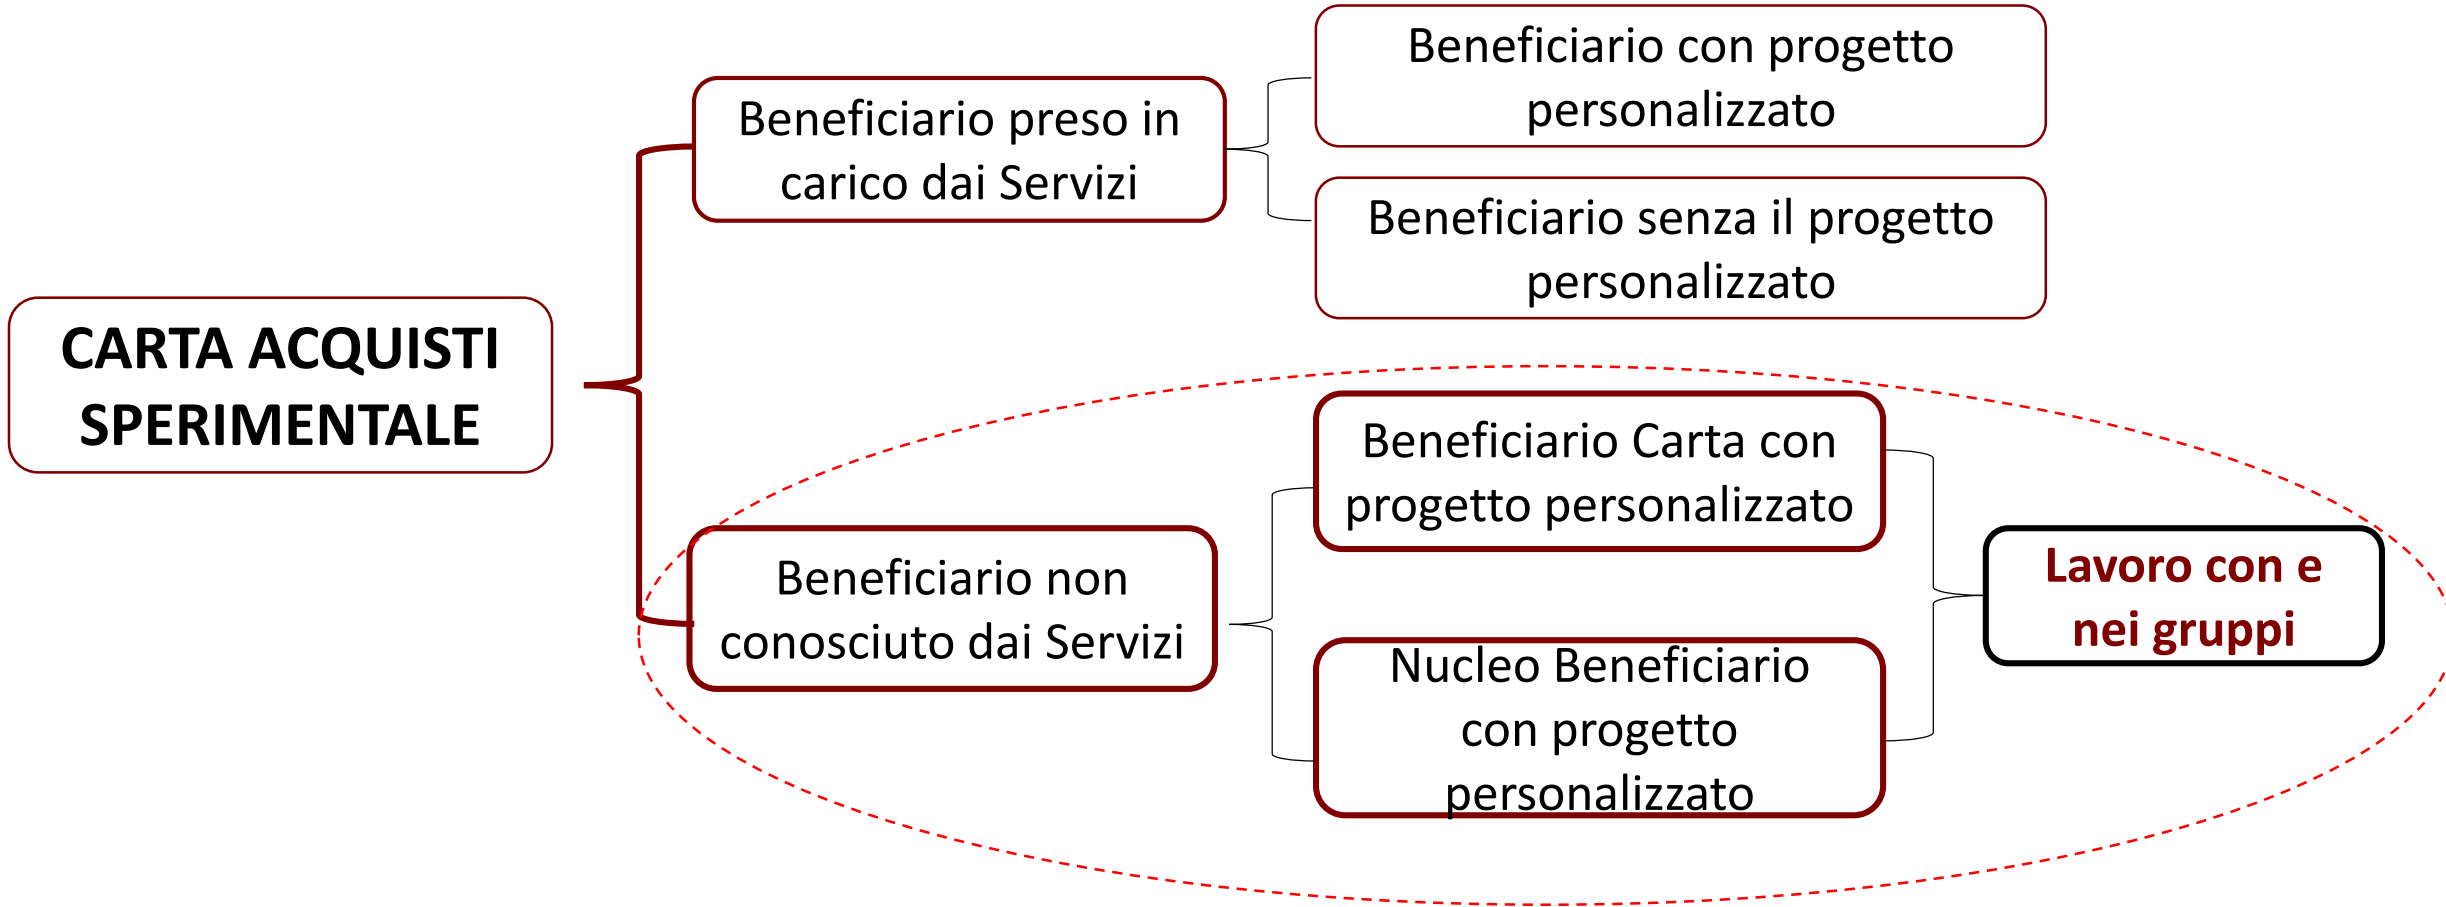 CARTA ACQUISTI
SPERIMENTALE
Beneficiario preso in
carico dai Servizi
Beneficiario con progetto
personalizzato
Beneficiario senza il progetto
personalizzato
Beneficiario non
conosciuto dai Servizi
Beneficiario Carta con
progetto personalizzato
Nucleo Beneficiario
con progetto
personalizzato
Lavoro con e
nei gruppi